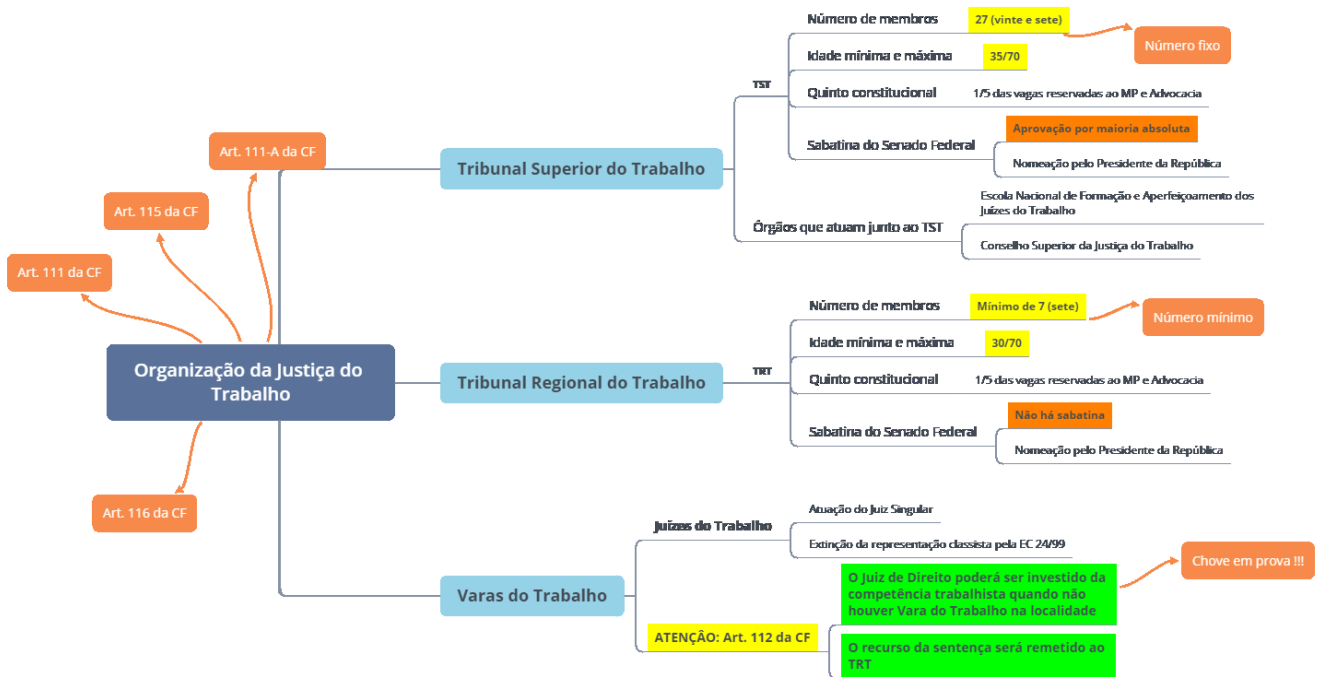 Organização da Justiça do
Trabalho
Art. 111-A da CF
Art. 115 da CF
Art. 111 da CF
Art. 116 da CF
Tribunal Superior do Trabalho
TST
Número de membros
27 (vinte e sete)
Número fixo
Idade mínima e máxima
35/70
Quinto constitucional
1/5 das vagas reservadas ao MP e Advocacia
Sabatina do Senado Federal
Aprovação por maioria absoluta
Nomeação pelo Presidente da República
Órgãos que atuam junto ao TST
Escola Nacional de Formação e Aperfeiçoamento dos
Juízes do Trabalho
Conselho Superior da Justiça do Trabalho
Tribunal Regional do Trabalho
TRT
Número de membros
Mínimo de 7 (sete)
Número mínimo
Idade mínima e máxima
30/70
Quinto constitucional
1/5 das vagas reservadas ao MP e Advocacia
Sabatina do Senado Federal
Não há sabatina
Nomeação pelo Presidente da República
Varas do Trabalho
Juízes do Trabalho
Atuação do Juiz Singular
Extinção da representação classista pela EC 24/99
ATENÇÂO: Art. 112 da CF
O Juiz de Direito poderá ser investido da
competência trabalhista quando não
houver Vara do Trabalho na localidade
Chove em prova !!!
O recurso da sentença será remetido ao
TRT